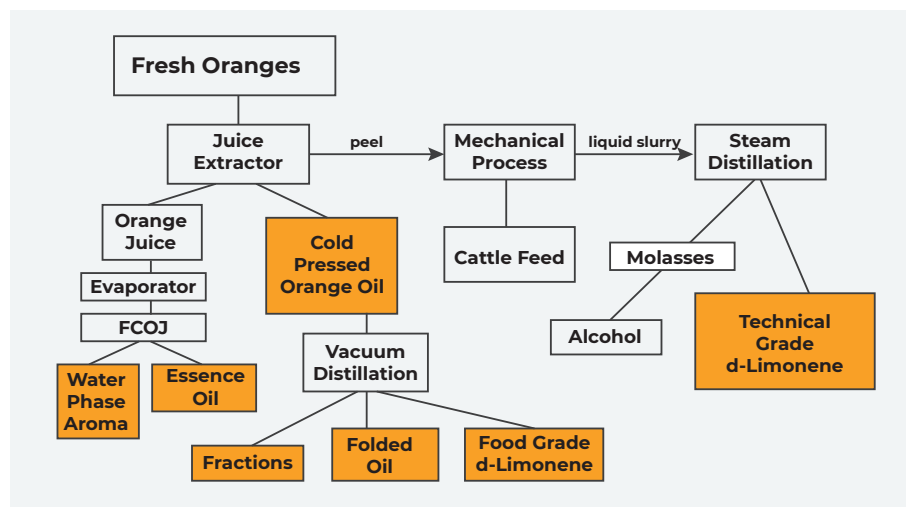 Fresh Oranges
Juice
Extractor
peel
Mechanical
Process
liquid slurry
Steam
Distillation
Orange
Juice
Cold
Pressed
Orange Oil
Cattle Feed
Molasses
Evaporator
FCOJ
Alcohol
Technical
Grade
d-Limonene
Vacuum
Distillation
Water
Phase
Aroma
Essence
Oil
Fractions
Folded
Oil
Food Grade
d-Limonene